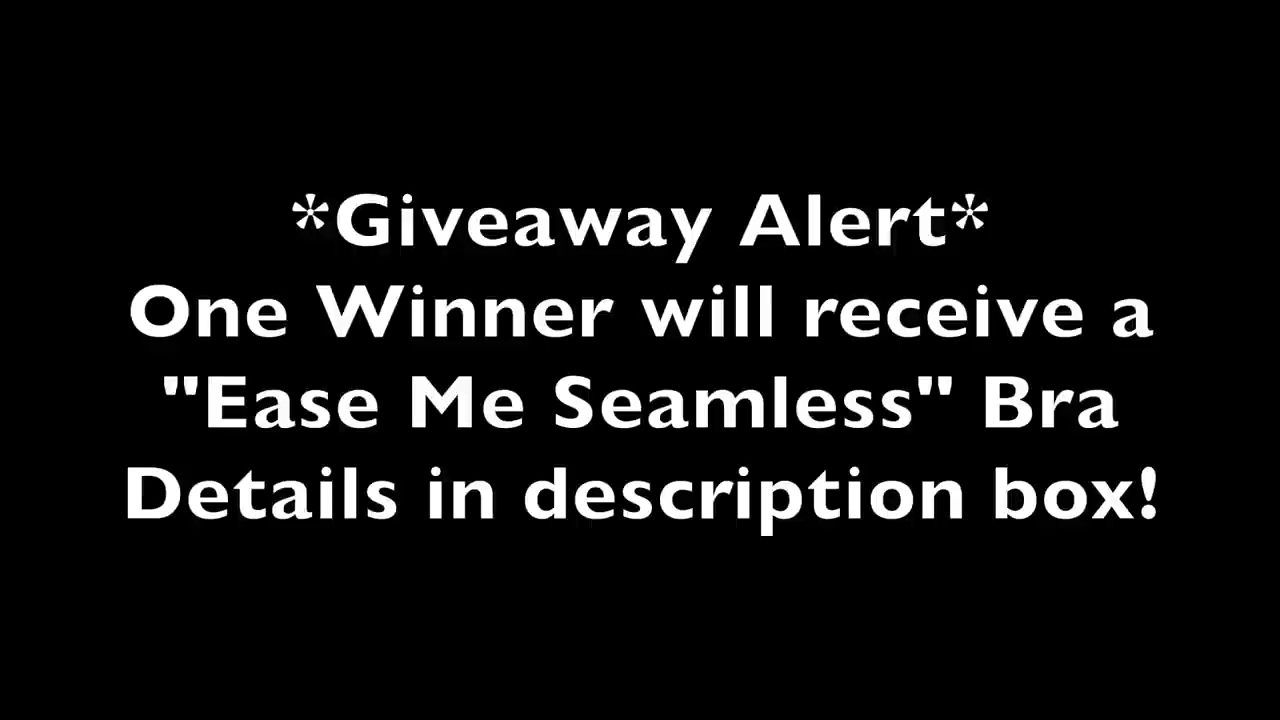 *Giveaway Alert*
One Winner will receive a
"Ease Me Seamless" Bra
Details in description box!